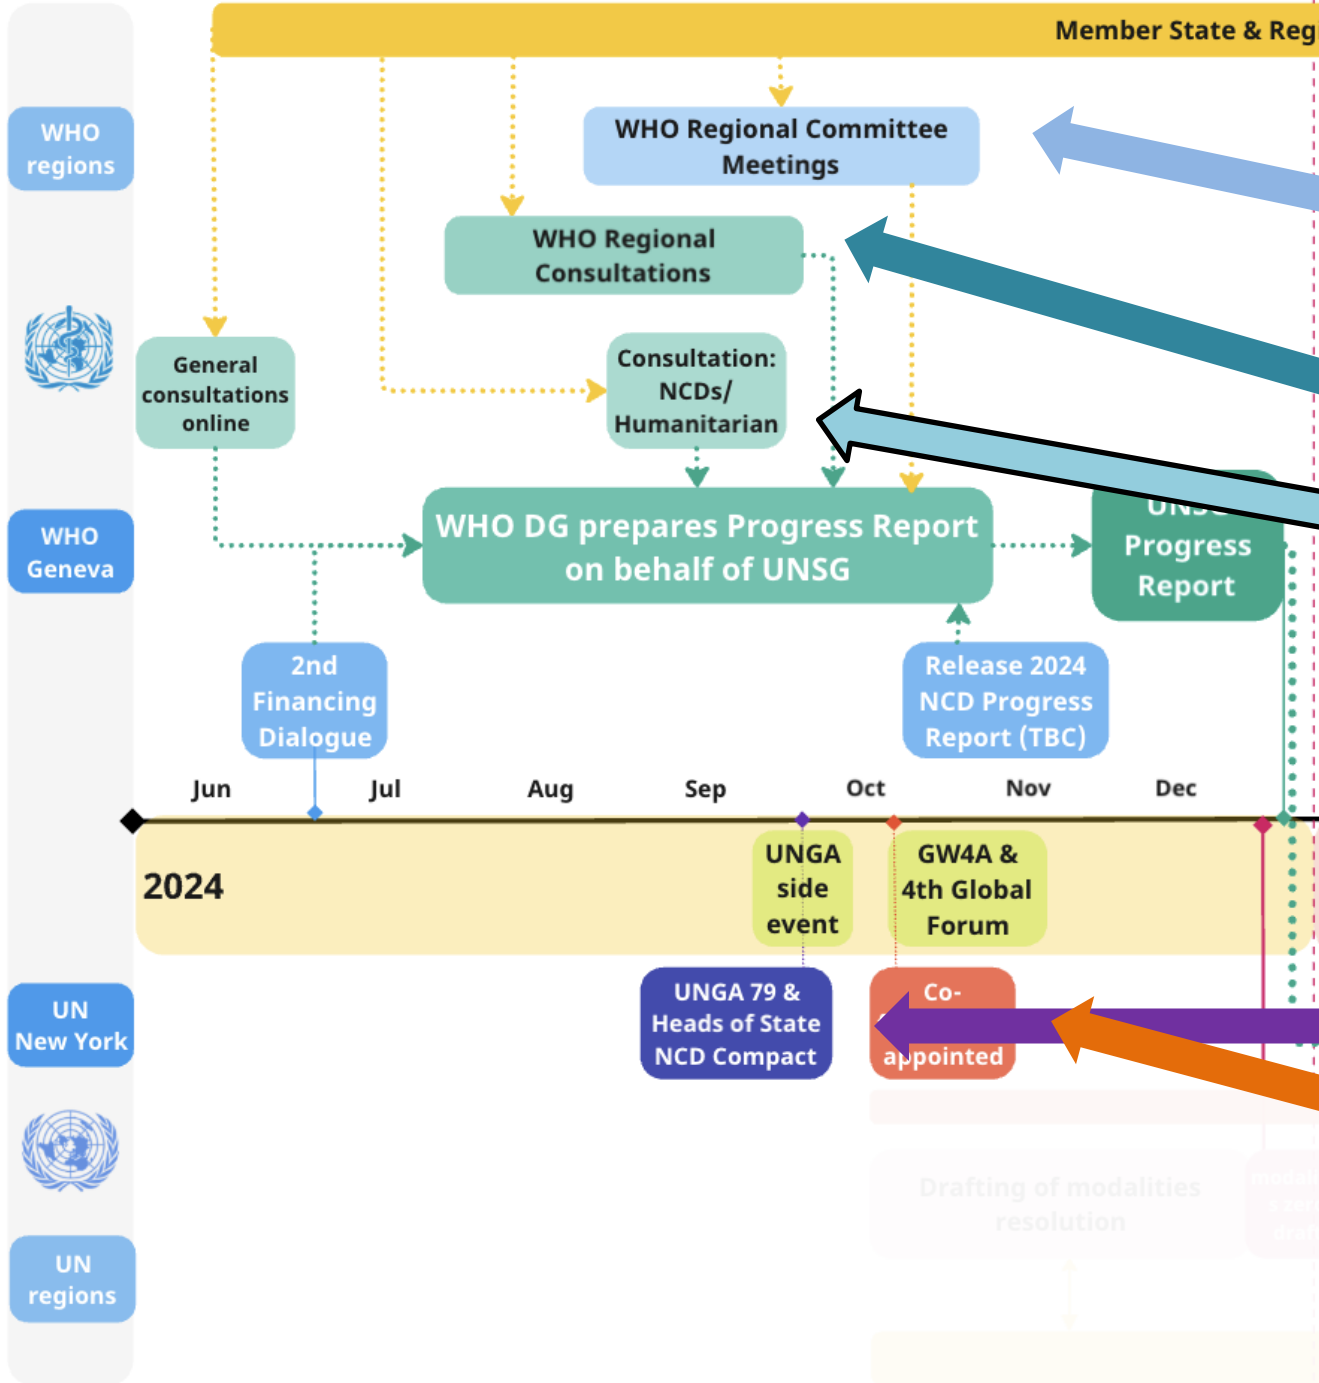 Member State & Reg
WHO
regions
WHO Regional Committee
Meetings
WHO Regional
Consultations
General
consultations
online
Consultation:
NCDs/
Humanitarian
WHO
Geneva
WHO DG prepares Progress Report
on behalf of UNSG
Progress
Report
2nd
Financing
Dialogue
Release 2024
NCD Progress
Report (TBC)
Jun
Jul
Aug
Sep
Oct
Nov
Dec
2024
UNGA
side
event
GW4A &
4th Global
Forum
UN
New York
UNGA 79 &
Heads of State
NCD Compact
Co-
appointed
Drafting of modalities
resolution
UN
regions